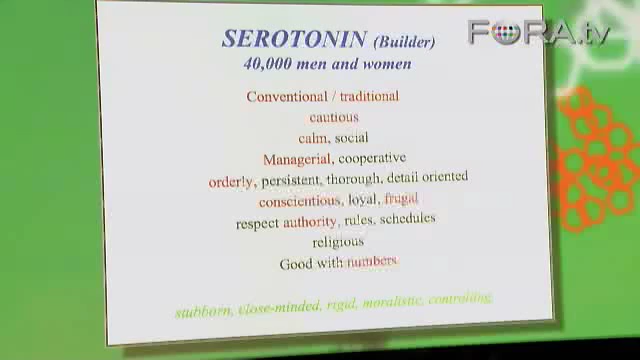 SEROTONIN (Builder)
40,000 men and women
FORA.tv
Conventional / traditional
cautious
calm, social
Managerial, cooperative
orderly, persistent, thorough, detail oriented
conscientious, loyal, frugal
respect authority, rules. schedules
religious
Good with numbers
stubborn, close-minded, rigid, moralistic, controlling,